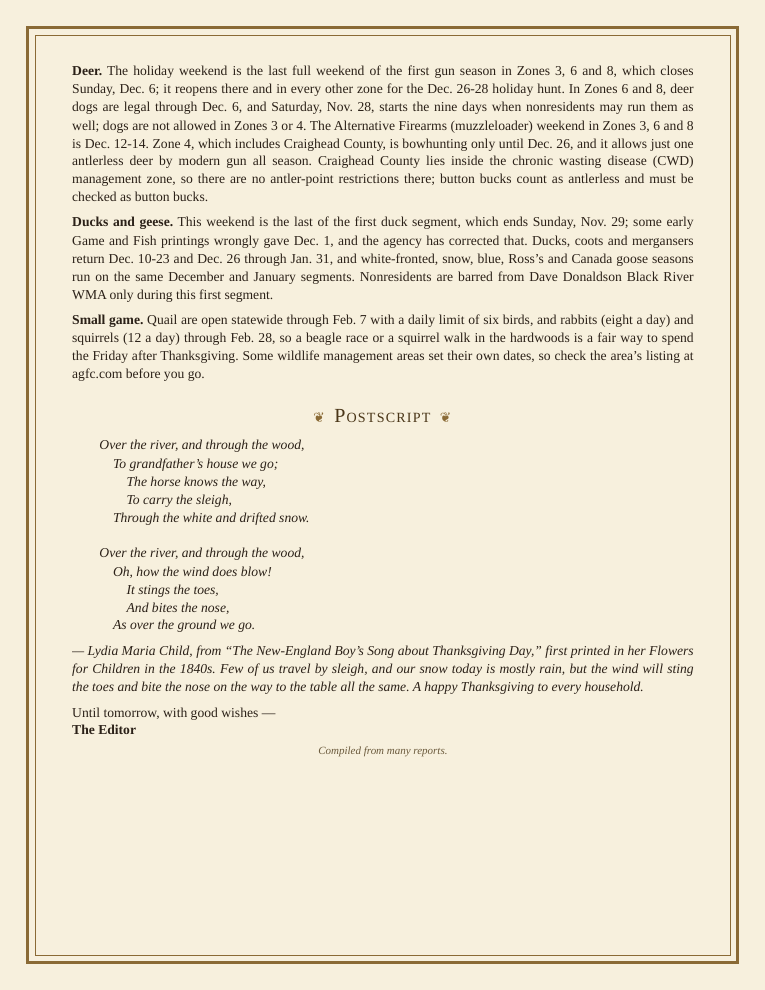 Deer. The holiday weekend is the last full weekend of the first gun season in Zones 3, 6 and 8, which closes
Sunday, Dec. 6; it reopens there and in every other zone for the Dec. 26-28 holiday hunt. In Zones 6 and 8, deer
dogs are legal through Dec. 6, and Saturday, Nov. 28, starts the nine days when nonresidents may run them as
well; dogs are not allowed in Zones 3 or 4. The Alternative Firearms (muzzleloader) weekend in Zones 3, 6 and 8
is Dec. 12-14. Zone 4, which includes Craighead County, is bowhunting only until Dec. 26, and it allows just one
antlerless deer by modern gun all season. Craighead County lies inside the chronic wasting disease (CWD)
management zone, so there are no antler-point restrictions there; button bucks count as antlerless and must be
checked as button bucks.
Ducks and geese. This weekend is the last of the first duck segment, which ends Sunday, Nov. 29; some early
Game and Fish printings wrongly gave Dec. 1, and the agency has corrected that. Ducks, coots and mergansers
return Dec. 10-23 and Dec. 26 through Jan. 31, and white-fronted, snow, blue, Ross’s and Canada goose seasons
run on the same December and January segments. Nonresidents are barred from Dave Donaldson Black River
WMA only during this first segment.
Small game. Quail are open statewide through Feb. 7 with a daily limit of six birds, and rabbits (eight a day) and
squirrels (12 a day) through Feb. 28, so a beagle race or a squirrel walk in the hardwoods is a fair way to spend
the Friday after Thanksgiving. Some wildlife management areas set their own dates, so check the area’s listing at
agfc.com before you go.
❦ Postscript ❦
Over the river, and through the wood,
To grandfather’s house we go;
The horse knows the way,
To carry the sleigh,
Through the white and drifted snow.
Over the river, and through the wood,
Oh, how the wind does blow!
It stings the toes,
And bites the nose,
As over the ground we go.
— Lydia Maria Child, from “The New-England Boy’s Song about Thanksgiving Day,” first printed in her Flowers
for Children in the 1840s. Few of us travel by sleigh, and our snow today is mostly rain, but the wind will sting
the toes and bite the nose on the way to the table all the same. A happy Thanksgiving to every household.
Until tomorrow, with good wishes —
The Editor
Compiled from many reports.